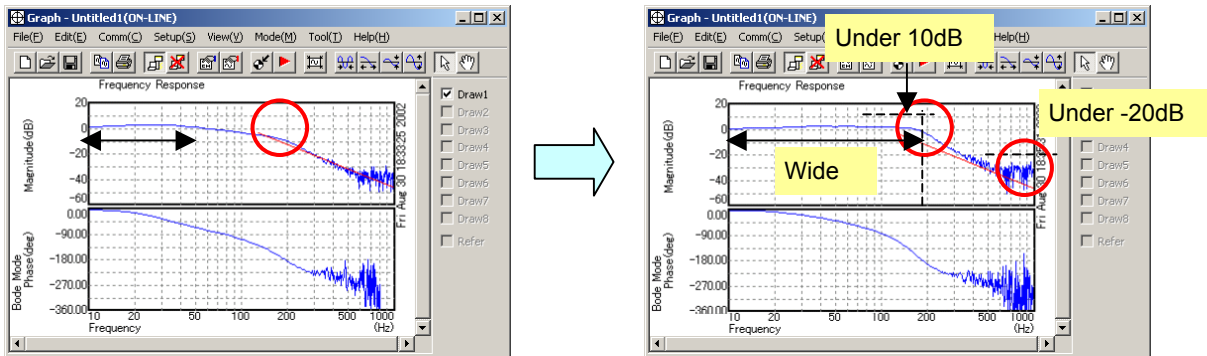 Graph - Untitled1(ON-LINE)
File(F) Edit(E) Comm(C) Setup(S) View(V) Mode(M) Tool(T) Help(H)
Frequency Response
Magnitude(dB)
20
0
-20
-40
-60
Fri Aug 30 18:33:25 2002
Bode Mode
Phase(deg)
0.00
-90.00
-180.00
-270.00
-360.00
10 20 50 100 200 500 1000
Frequency (Hz)
Draw1
Draw2
Draw3
Draw4
Draw5
Draw6
Draw7
Draw8
Refer
Graph - Untitled1(ON-LINE)
File(F) Edit(E) Comm(C) Setup( Help(H)
Under 10dB
Frequency Response
Under -20dB
Wide
Magnitude(dB)
20
0
-20
-40
-60
Fri Aug 30 18:
Bode Mode
Phase(deg)
0.00
-90.00
-180.00
-270.00
-360.00
10 20 50 100 200 500 1000
Frequency (Hz)
Draw4
Draw5
Draw6
Draw7
Draw8
Refer